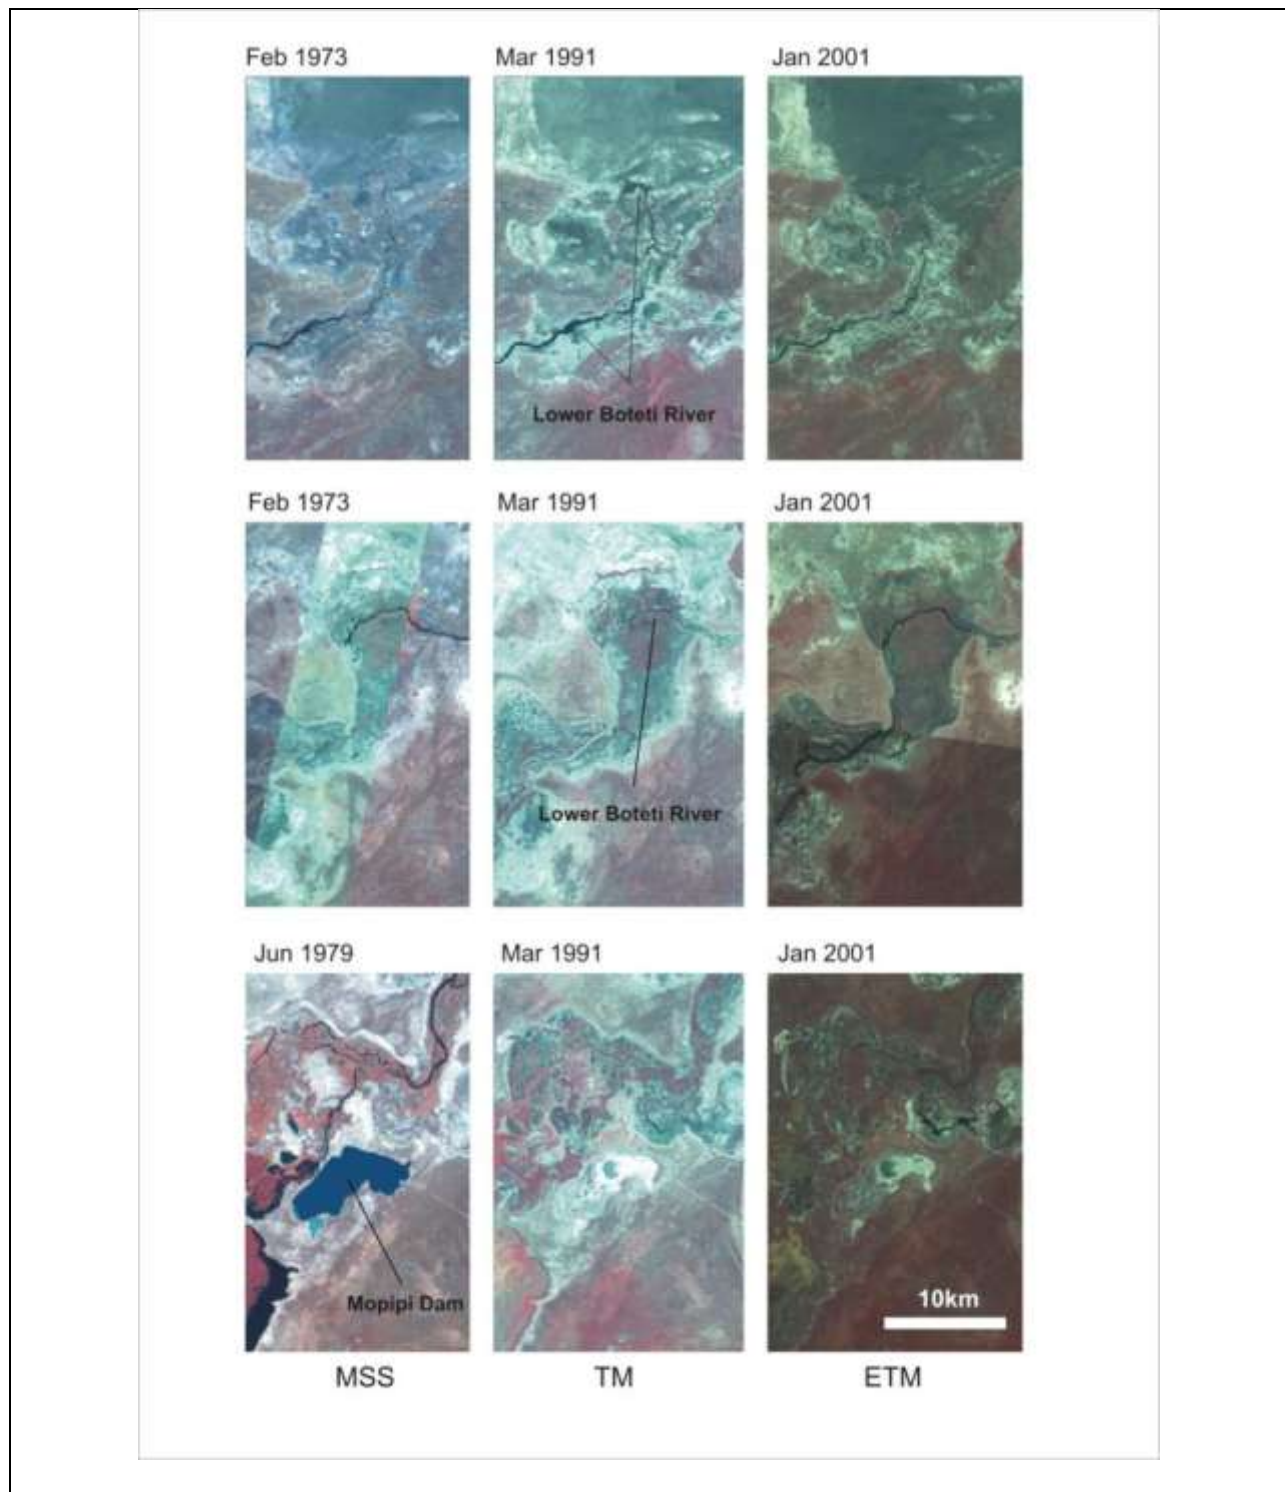 Feb 1973
Mar 1991
Jan 2001
Lower Boteti River
Feb 1973
Mar 1991
Jan 2001
Lower Boteti River
Jun 1979
Mar 1991
Jan 2001
Mopipi Dam
10km
MSS
TM
ETM